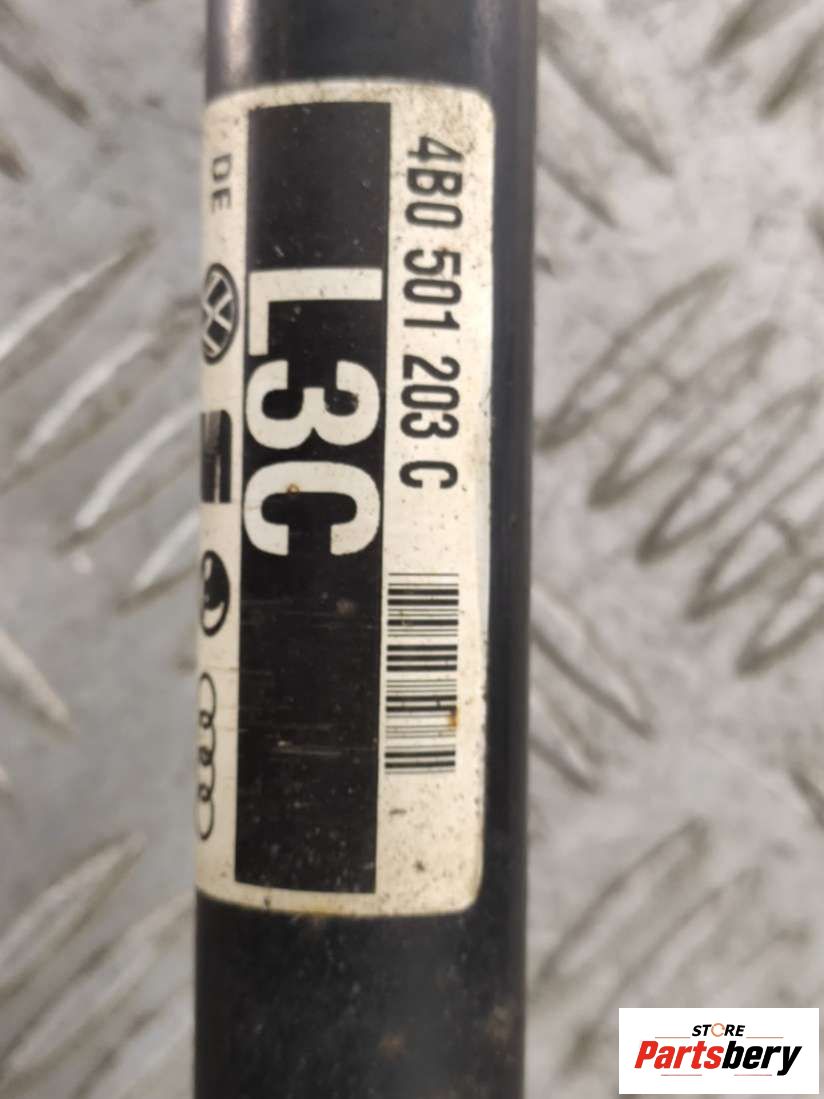 4B0 501 203 C
L3C
DE
STORE
Partsbery